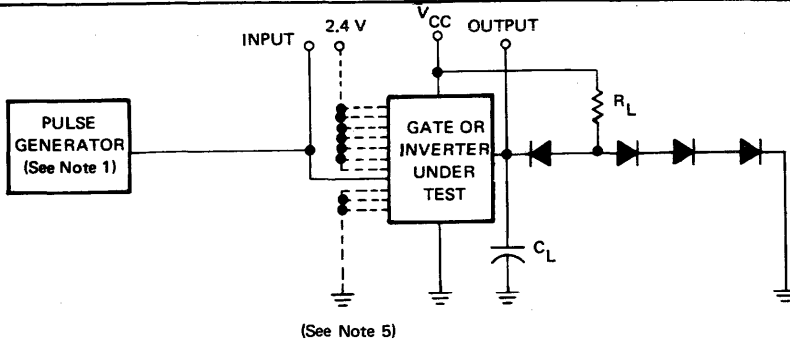 INPUT
2.4 V
VCC
OUTPUT
PULSE
GENERATOR
(See Note 1)
GATE OR
INVERTER
UNDER
TEST
RL
CL
(See Note 5)